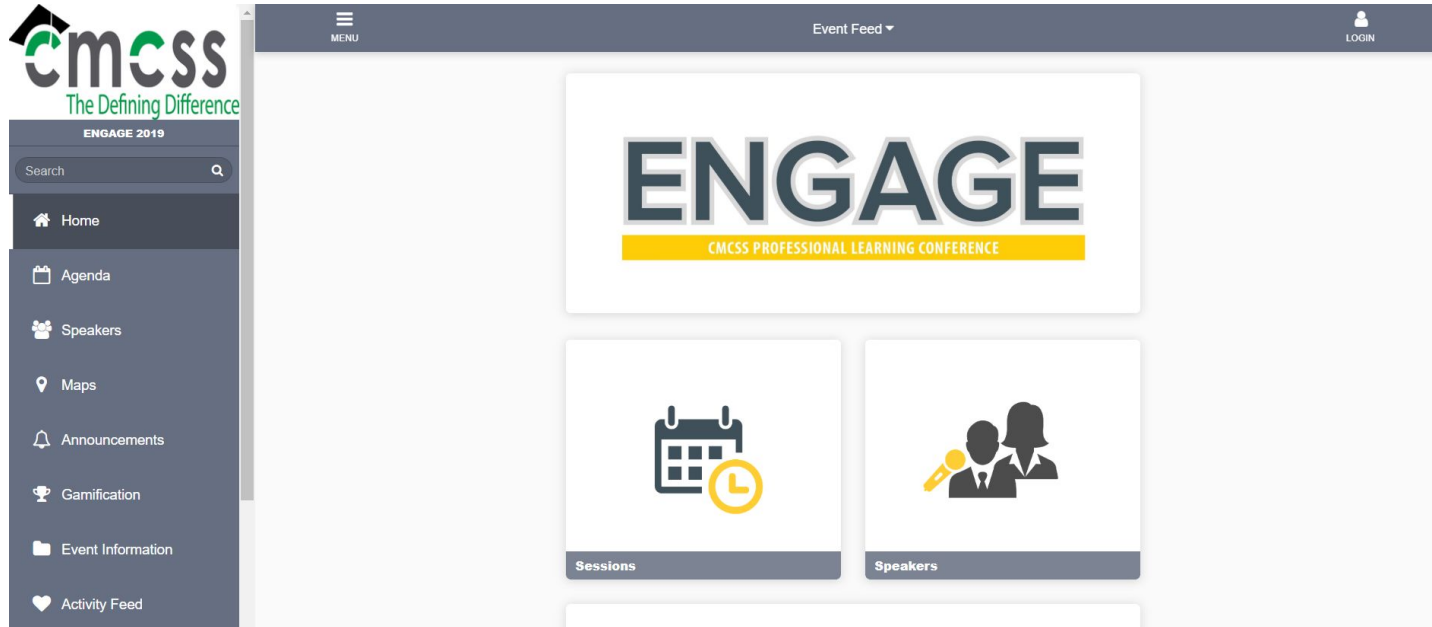 cmcss
The Defining Difference
ENGAGE 2019
Search
Home
Agenda
Speakers
Maps
Announcements
Gamification
Event Information
Activity Feed
MENU
Event Feed
LOGIN
ENGAGE
CMCSS PROFESSIONAL LEARNING CONFERENCE
Sessions
Speakers